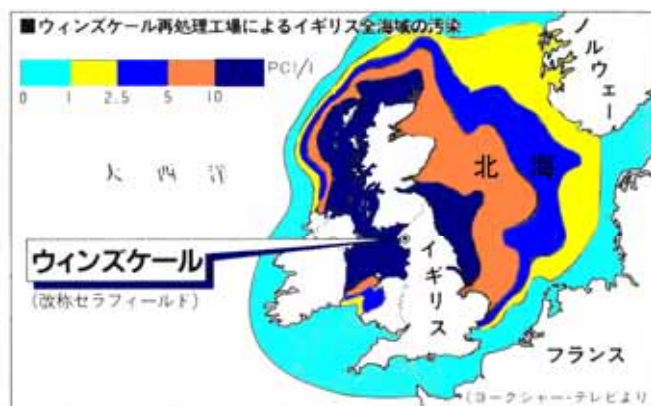 ■ウィンズケール再処理工場によるイギリス全海域の汚染
PCI/l
0 1 2.5 5 10
ノルウェー
大西洋
北海
ウィンズケール
(改称セラフィールド)
イギリス
フランス
(ヨークシャー・テレビより